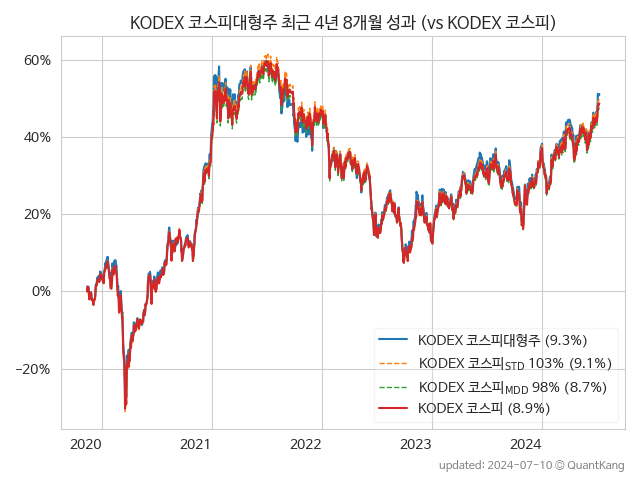 KODEX 코스피대형주 최근 4년 8개월 성과 (vs KODEX 코스피)
60%
40%
20%
0%
−20%
KODEX 코스피대형주 (9.3%)
KODEX 코스피STD 103% (9.1%)
KODEX 코스피MDD 98% (8.7%)
KODEX 코스피 (8.9%)
2020 2021 2022 2023 2024
updated: 2024-07-10 © QuantKang